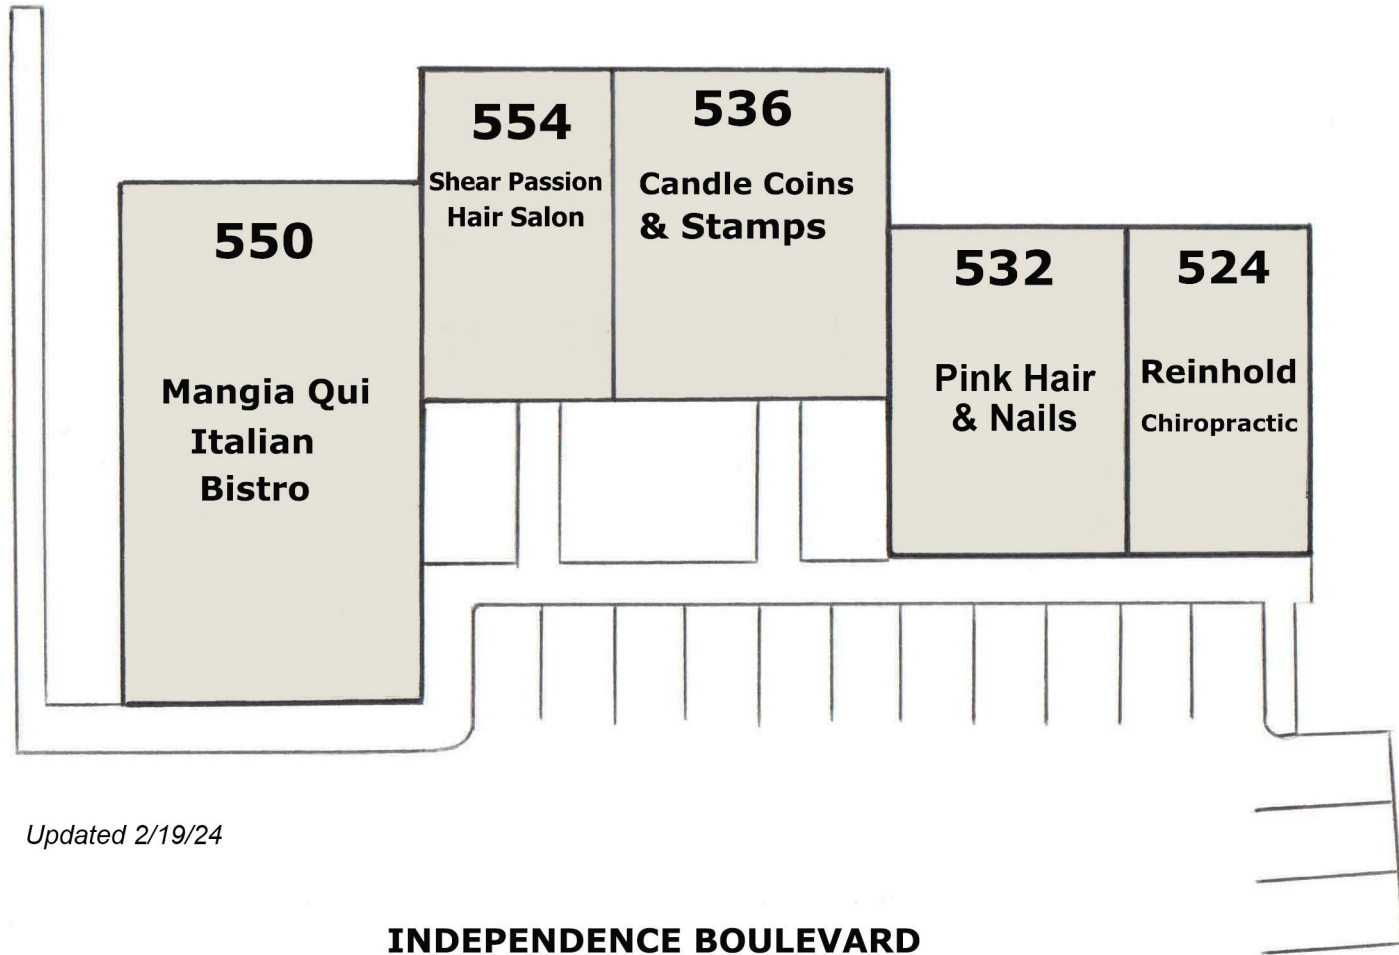 550
Mangia Qui
Italian
Bistro
554
Shear Passion
Hair Salon
536
Candle Coins
& Stamps
532
Pink Hair
& Nails
524
Reinhold
Chiropractic
Updated 2/19/24
INDEPENDENCE BOULEVARD